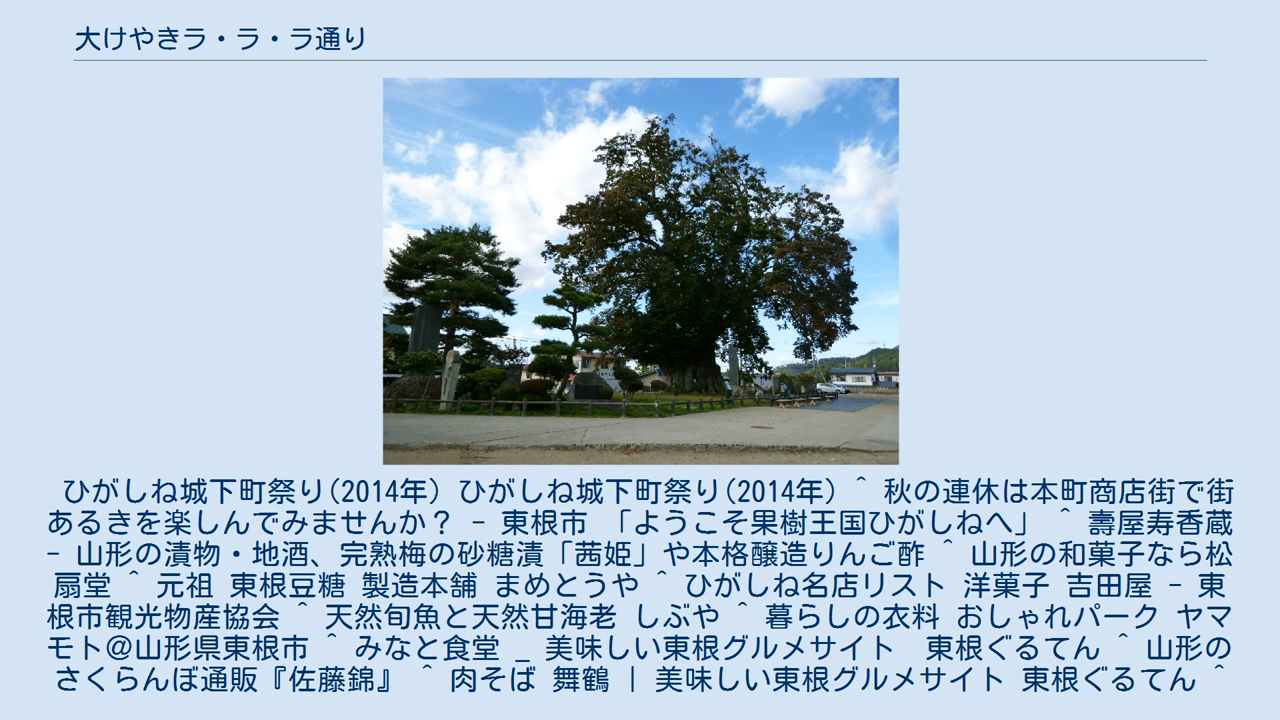 大けやきラ・ラ・ラ通り
ひがしね城下町祭り(2014年) ひがしね城下町祭り(2014年) ^ 秋の連休は本町商店街で街
あるきを楽しんでみませんか？ - 東根市 「ようこそ果樹王国ひがしねへ」 ^ 壽屋寿香蔵
- 山形の漬物・地酒、完熟梅の砂糖漬「茜姫」や本格醸造りんご酢 ^ 山形の和菓子なら松
扇堂 ^ 元祖 東根豆糖 製造本舗 まめとうや ^ ひがしね名店リスト 洋菓子 吉田屋 - 東
根市観光物産協会 ^ 天然旬魚と天然甘海老 しぶや ^ 暮らしの衣料 おしゃれパーク ヤマ
モト＠山形県東根市 ^ みなと食堂 _ 美味しい東根グルメサイト　東根ぐるてん ^ 山形の
さくらんぼ通販『佐藤錦』 ^ 肉そば 舞鶴 | 美味しい東根グルメサイト 東根ぐるてん ^